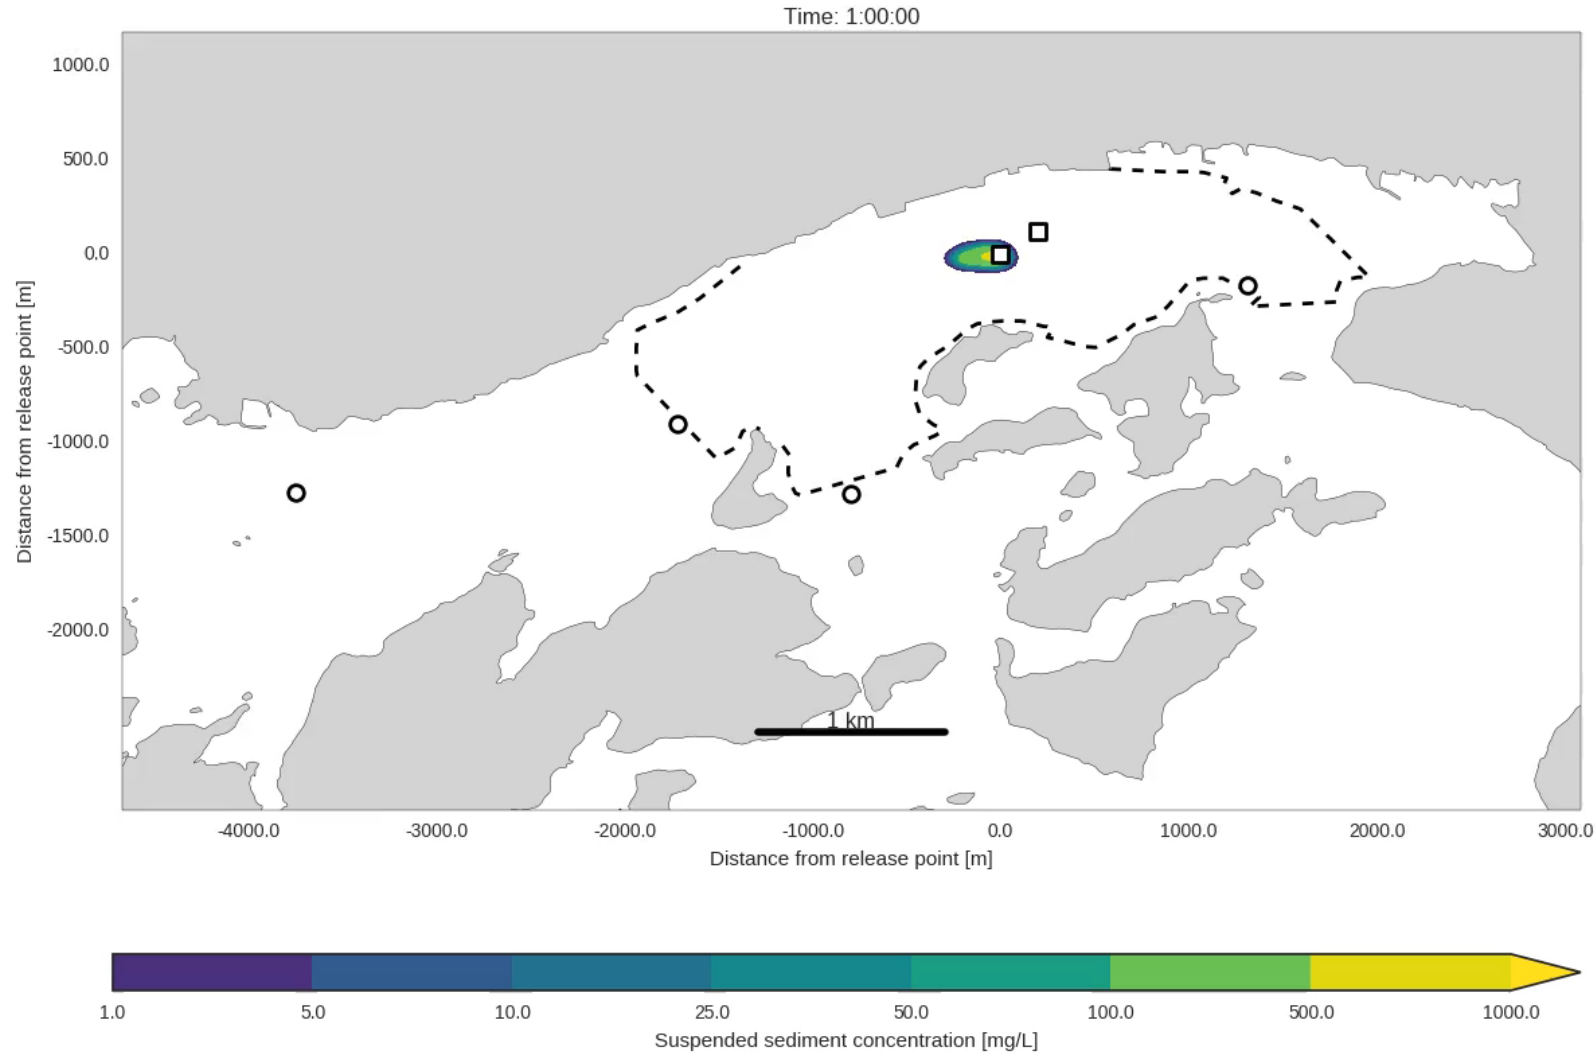 Time: 1:00:00
1000.0
500.0
0.0
-500.0
-1000.0
-1500.0
-2000.0
Distance from release point [m]
1 km
-4000.0 -3000.0 -2000.0 -1000.0 0.0 1000.0 2000.0 3000.0
Distance from release point [m]
1.0 5.0 10.0 25.0 50.0 100.0 500.0 1000.0
Suspended sediment concentration [mg/L]